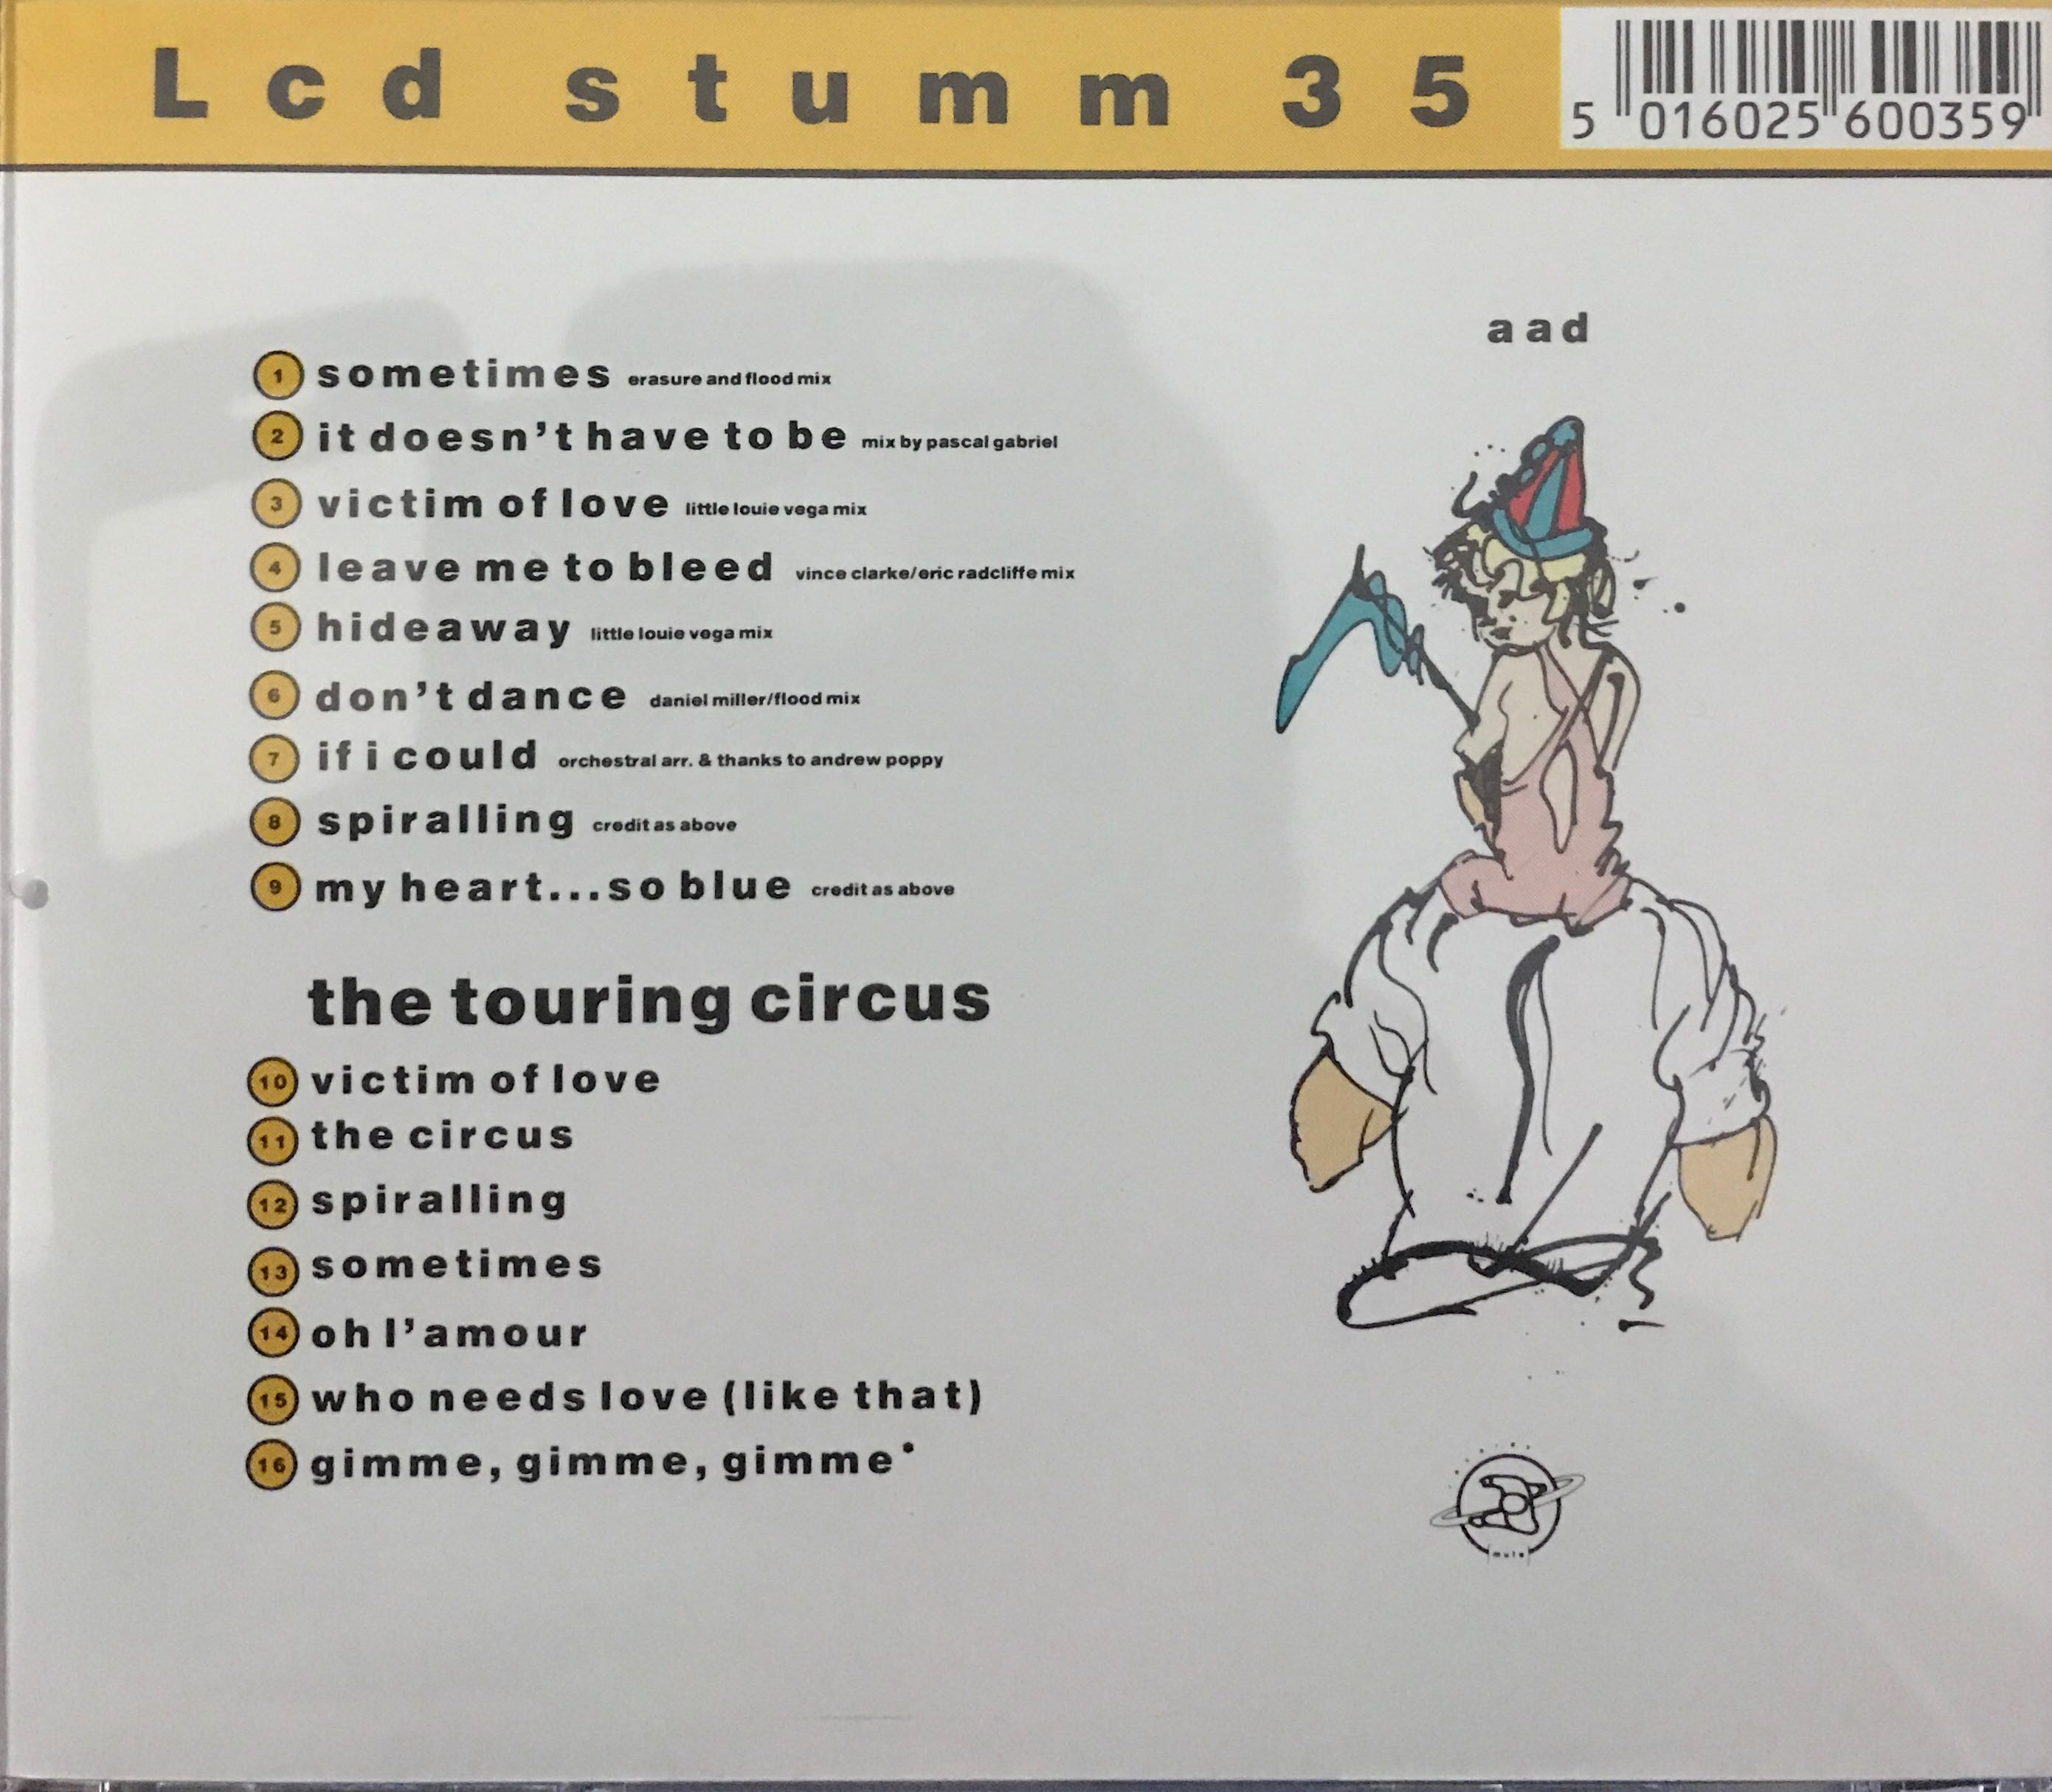 Lcd stumm 35
5 016025 600359
aad
1 sometimes erasure and flood mix
2 it doesn't have to be mix by pascal gabriel
3 victim of love little louie vega mix
4 leave me to bleed vince clarke/eric radcliffe mix
5 hideaway little louie vega mix
6 don't dance daniel miller/flood mix
7 if i could orchestral arr. & thanks to andrew poppy
8 spiralling credit as above
9 my heart...so blue credit as above
the touring circus
10 victim of love
11 the circus
12 spiralling
13 sometimes
14 oh l'amour
15 who needs love (like that)
16 gimme, gimme, gimme•
mute